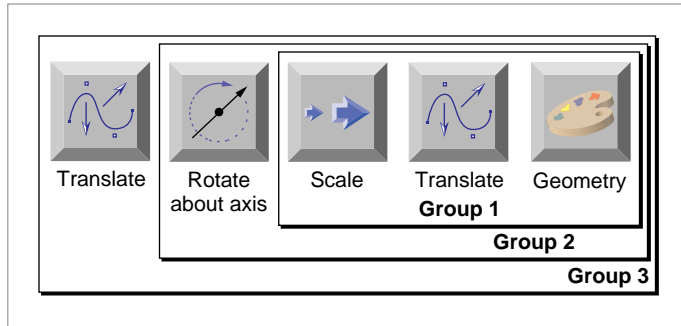 Translate
Rotate
about axis
Scale
Translate
Geometry
Group 1
Group 2
Group 3